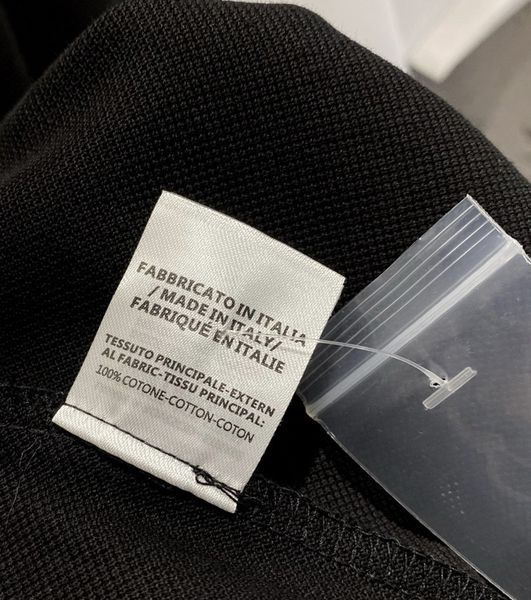 FABBRICATO IN ITALIA
/ MADE IN ITALY/
FABRIQUÉ EN ITALIE
TESSUTO PRINCIPALE-EXTERN
AL FABRIC-TISSU PRINCIPAL:
100% COTONE-COTTON-COTON